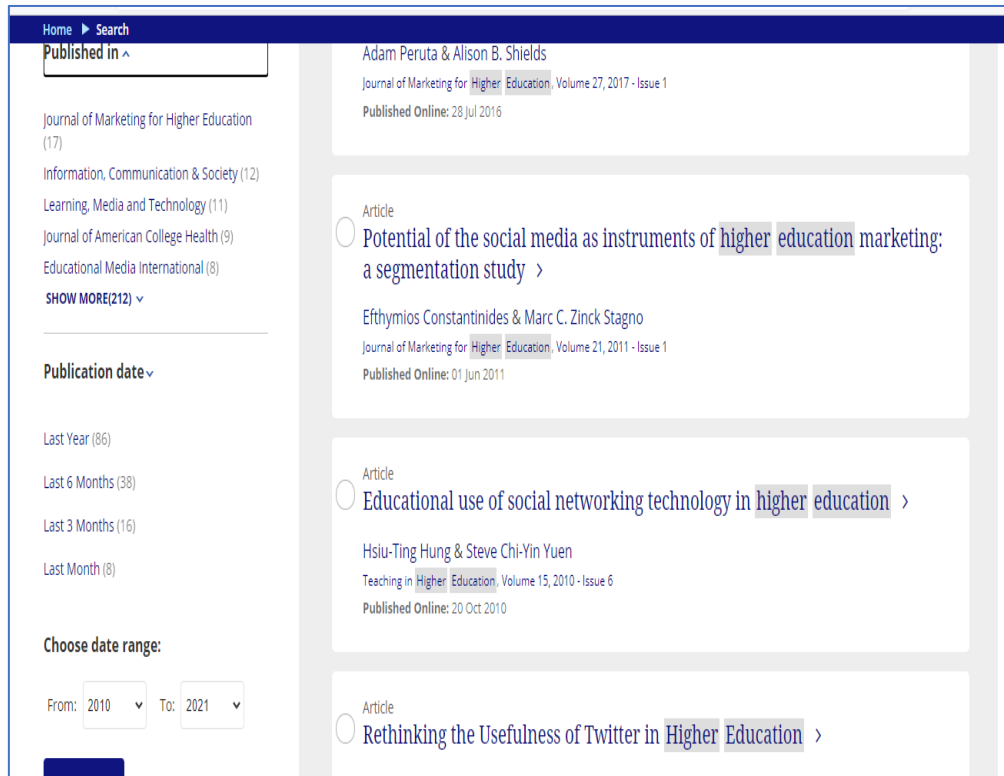 Home ▶ Search
Published in
Journal of Marketing for Higher Education
(17)
Information, Communication & Society (12)
Learning, Media and Technology (11)
Journal of American College Health (9)
Educational Media International (8)
SHOW MORE(212)
Publication date
Last Year (86)
Last 6 Months (38)
Last 3 Months (16)
Last Month (8)
Choose date range:
From: 2010 To: 2021
Adam Peruta & Alison B. Shields
Journal of Marketing for Higher Education, Volume 27, 2017 - Issue 1
Published Online: 28 Jul 2016
Article
Potential of the social media as instruments of higher education marketing:
a segmentation study >
Efthymios Constantinides & Marc C. Zinck Stagno
Journal of Marketing for Higher Education, Volume 21, 2011 - Issue 1
Published Online: 01 Jun 2011
Article
Educational use of social networking technology in higher education >
Hsiu-Ting Hung & Steve Chi-Yin Yuen
Teaching in Higher Education, Volume 15, 2010 - Issue 6
Published Online: 20 Oct 2010
Article
Rethinking the Usefulness of Twitter in Higher Education >